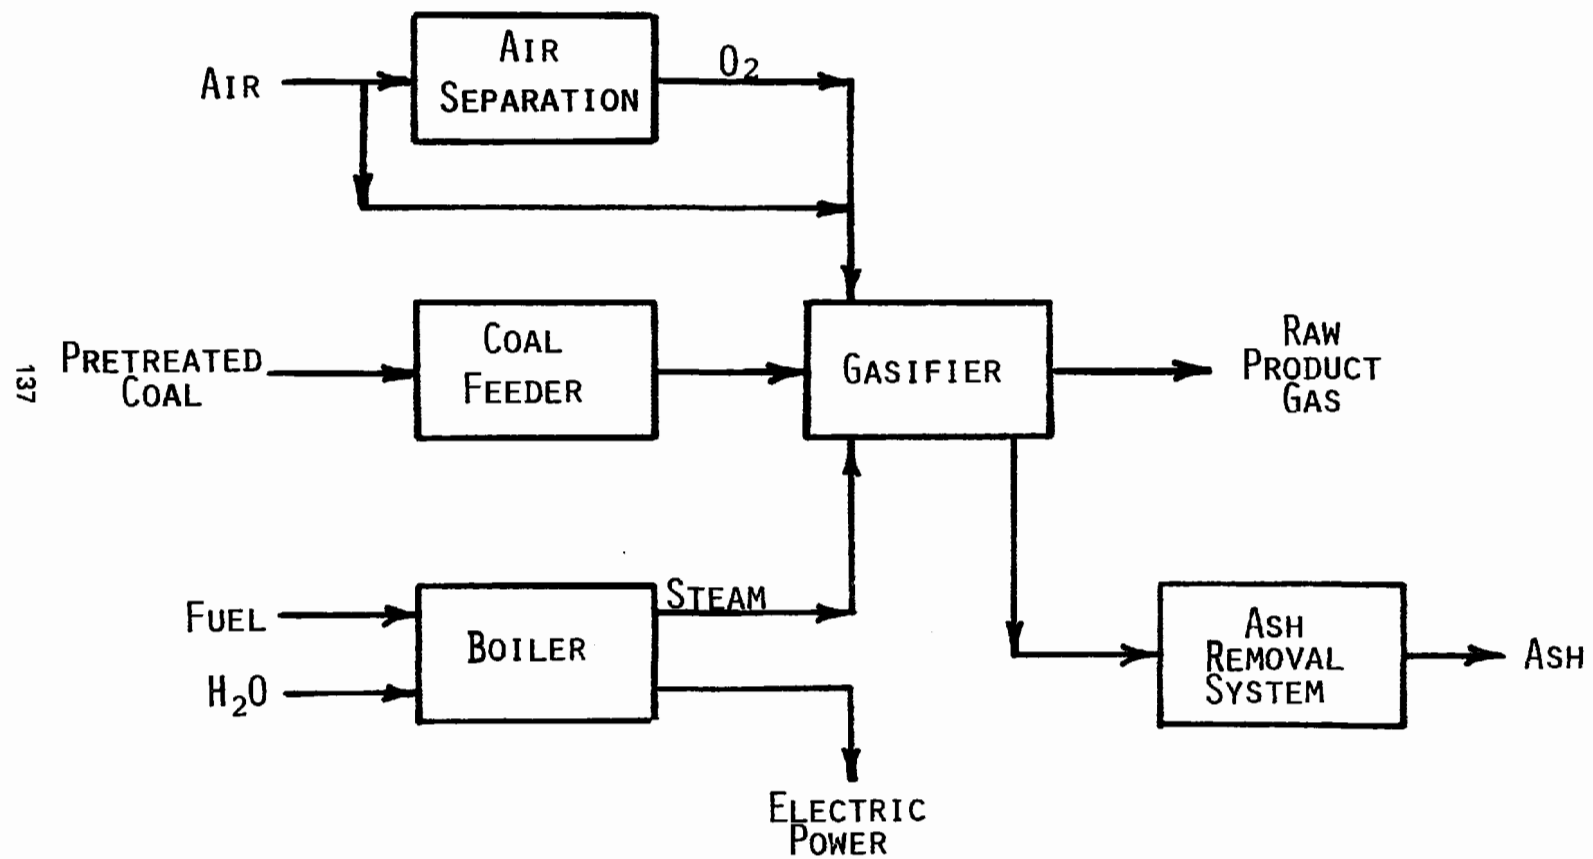 AIR
AIR
SEPARATION
O2
PRETREATED
COAL
COAL
FEEDER
GASIFIER
RAW
PRODUCT
GAS
FUEL
H2O
BOILER
STEAM
ELECTRIC
POWER
ASH
REMOVAL
SYSTEM
ASH
137